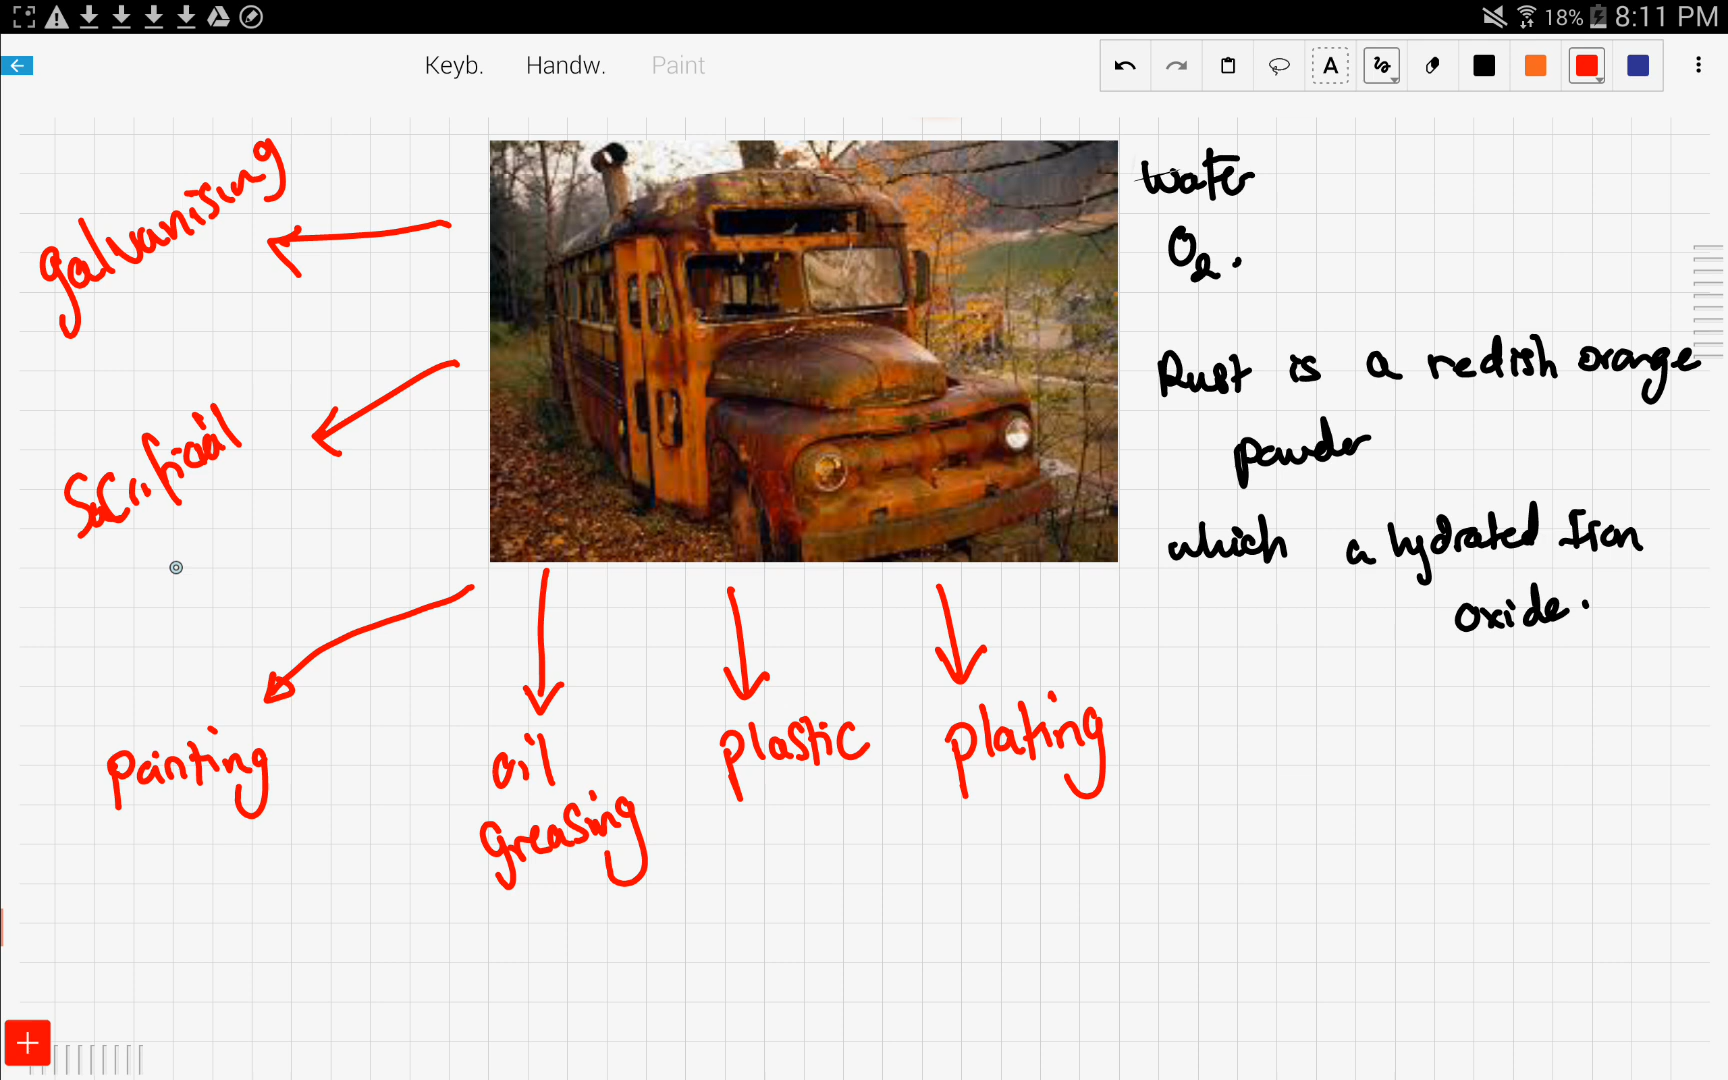 18% 8:11 PM
Keyb. Handw. Paint
A
galvanising
water
O2.
Rust is a redish orange
powder
which a hydrated Iron
oxide.
painting
oil
greasing
plastic
plating